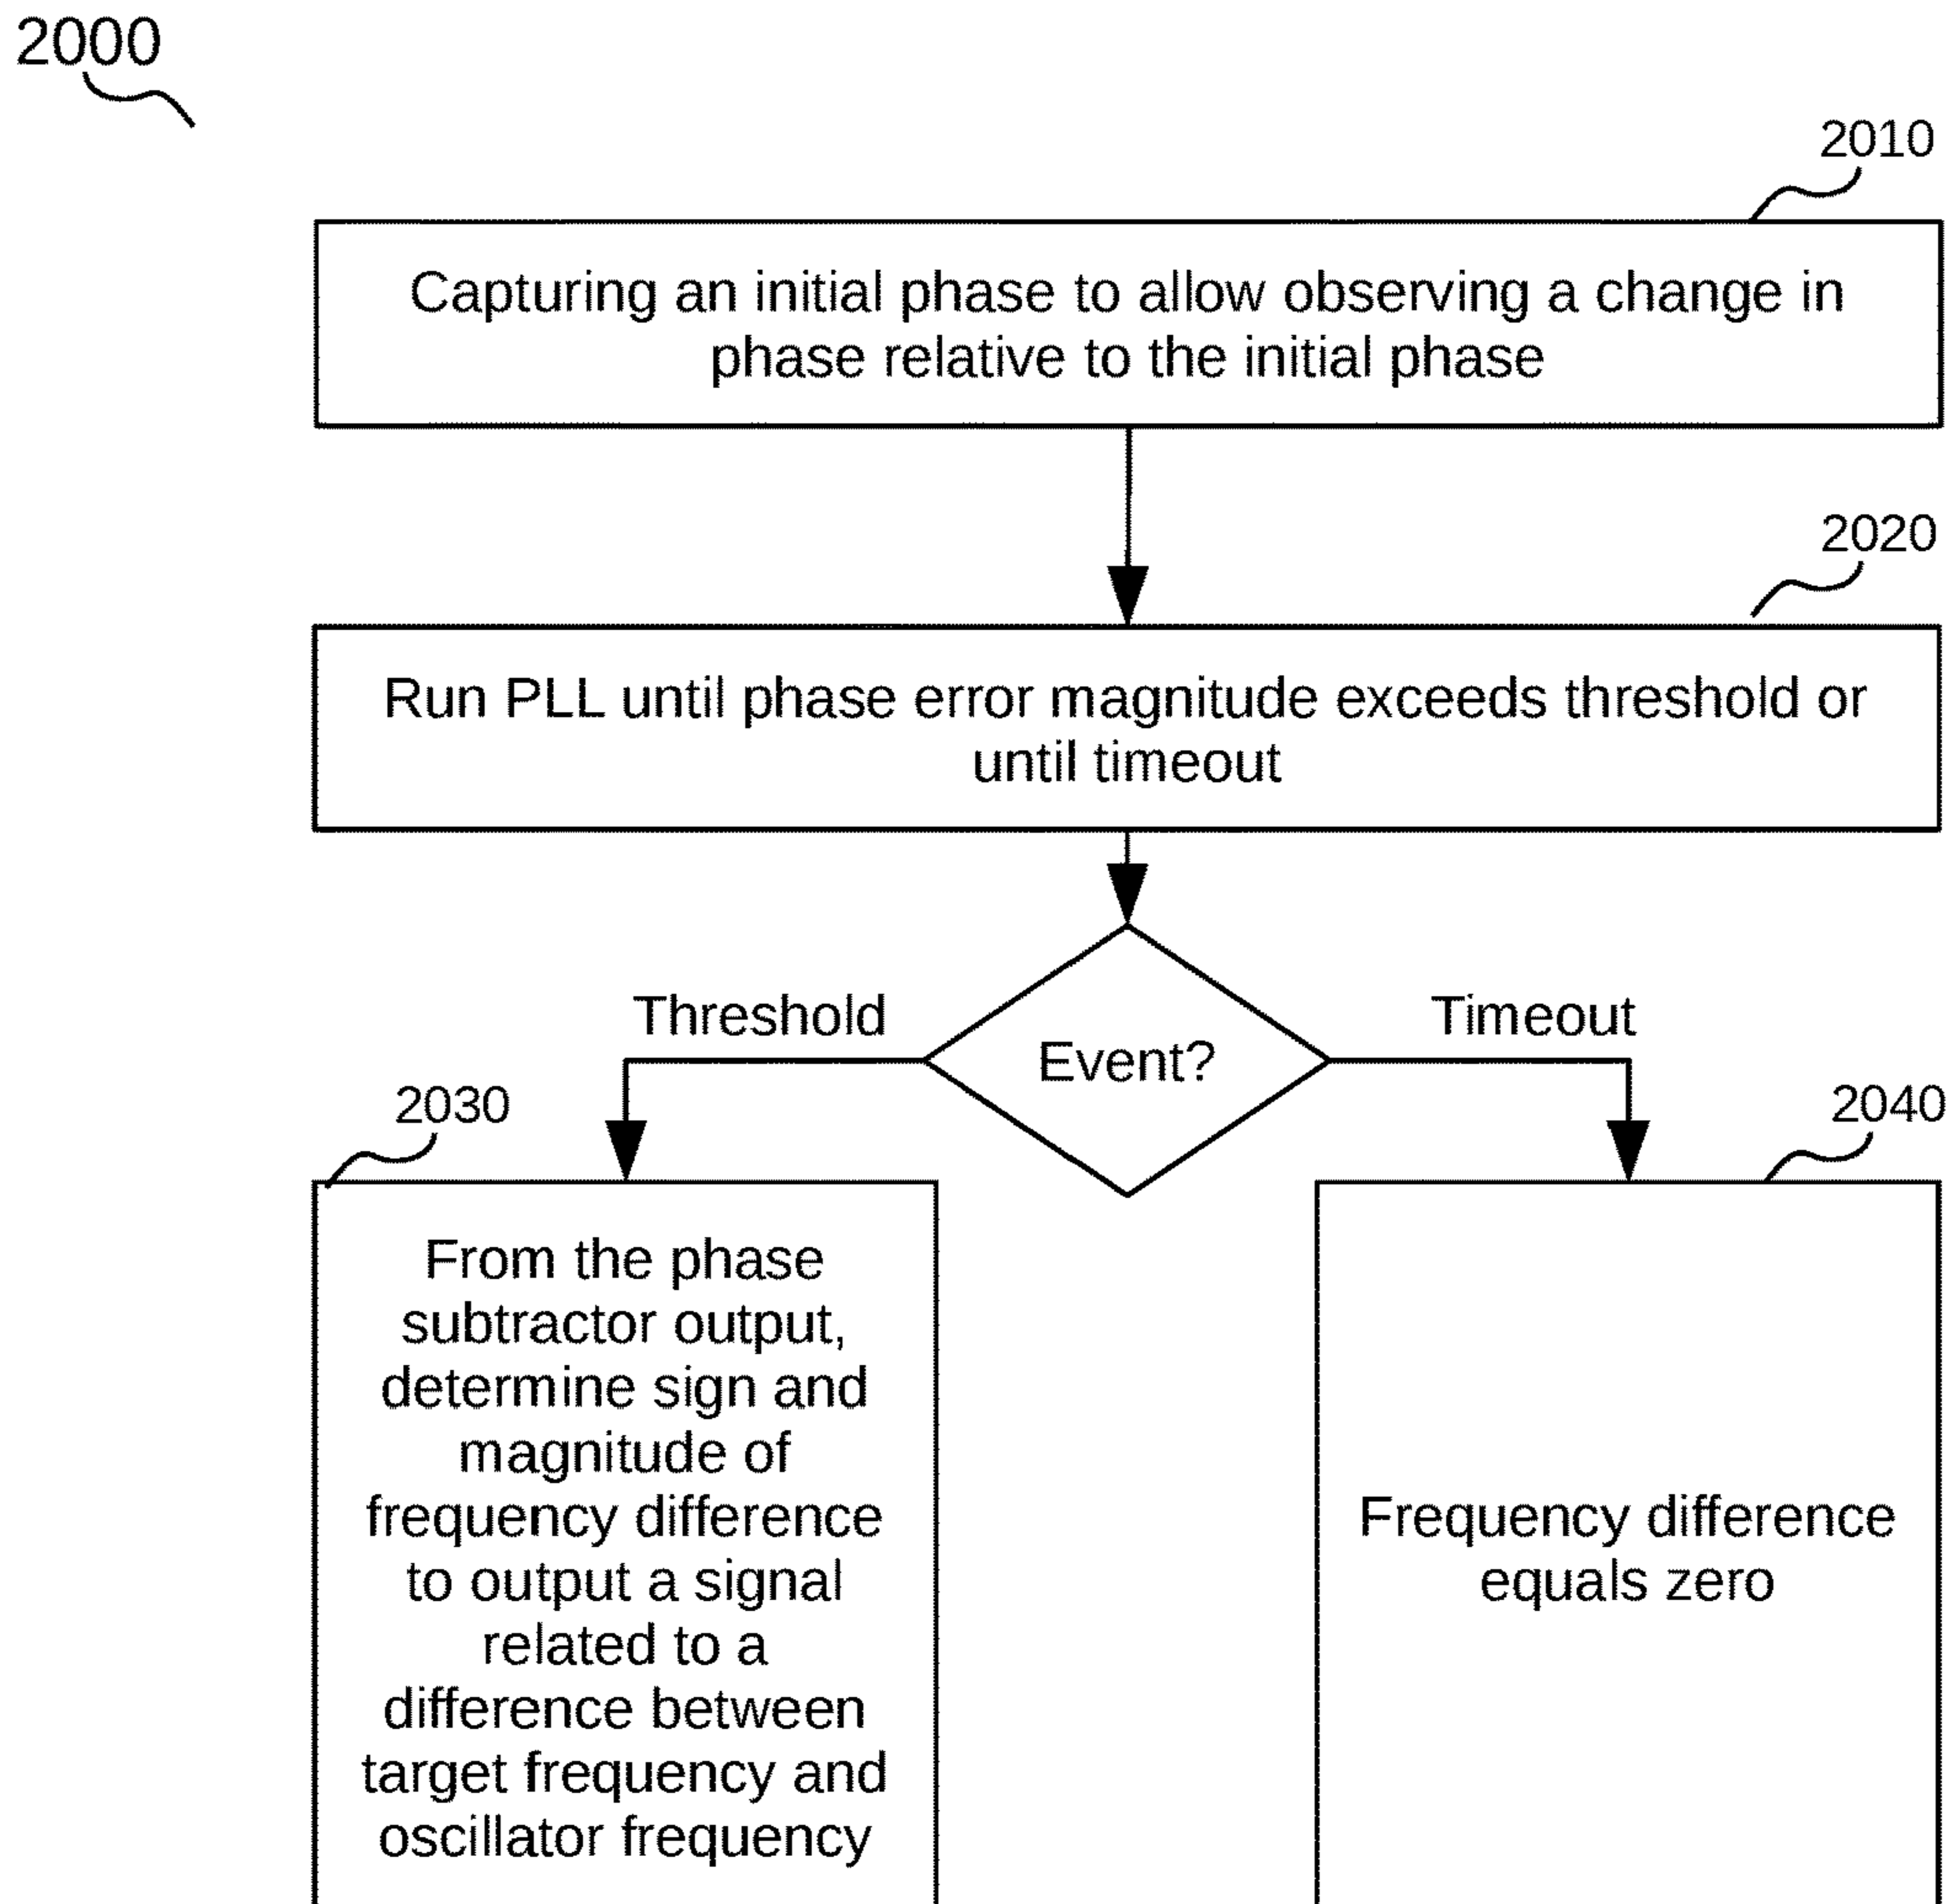 2000
2010
Capturing an initial phase to allow observing a change in
phase relative to the initial phase
2020
Run PLL until phase error magnitude exceeds threshold or
until timeout
Threshold
Timeout
Event?
2030
2040
From the phase
subtractor output,
determine sign and
magnitude of
frequency difference
to output a signal
related to a
difference between
target frequency and
oscillator frequency
Frequency difference
equals zero